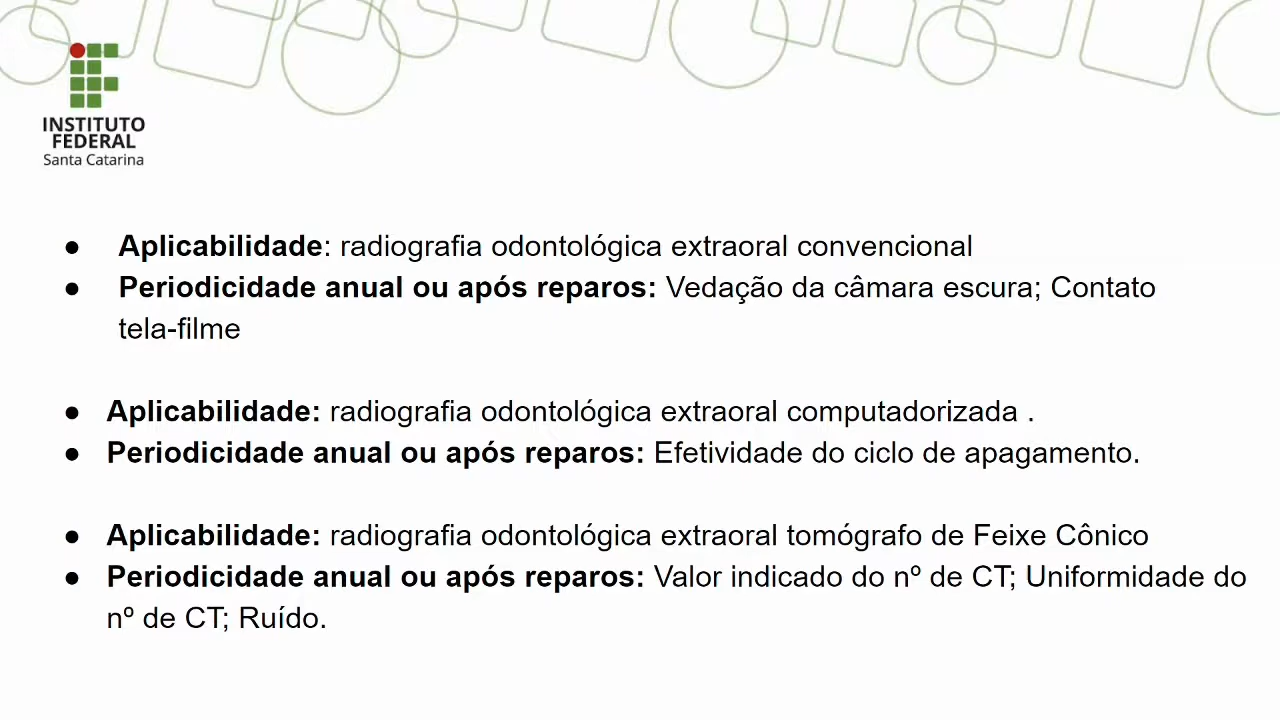 INSTITUTO
FEDERAL
Santa Catarina
● Aplicabilidade: radiografia odontológica extraoral convencional
● Periodicidade anual ou após reparos: Vedação da câmara escura; Contato
tela-filme
● Aplicabilidade: radiografia odontológica extraoral computadorizada .
● Periodicidade anual ou após reparos: Efetividade do ciclo de apagamento.
● Aplicabilidade: radiografia odontológica extraoral tomógrafo de Feixe Cônico
● Periodicidade anual ou após reparos: Valor indicado do nº de CT; Uniformidade do
nº de CT; Ruído.